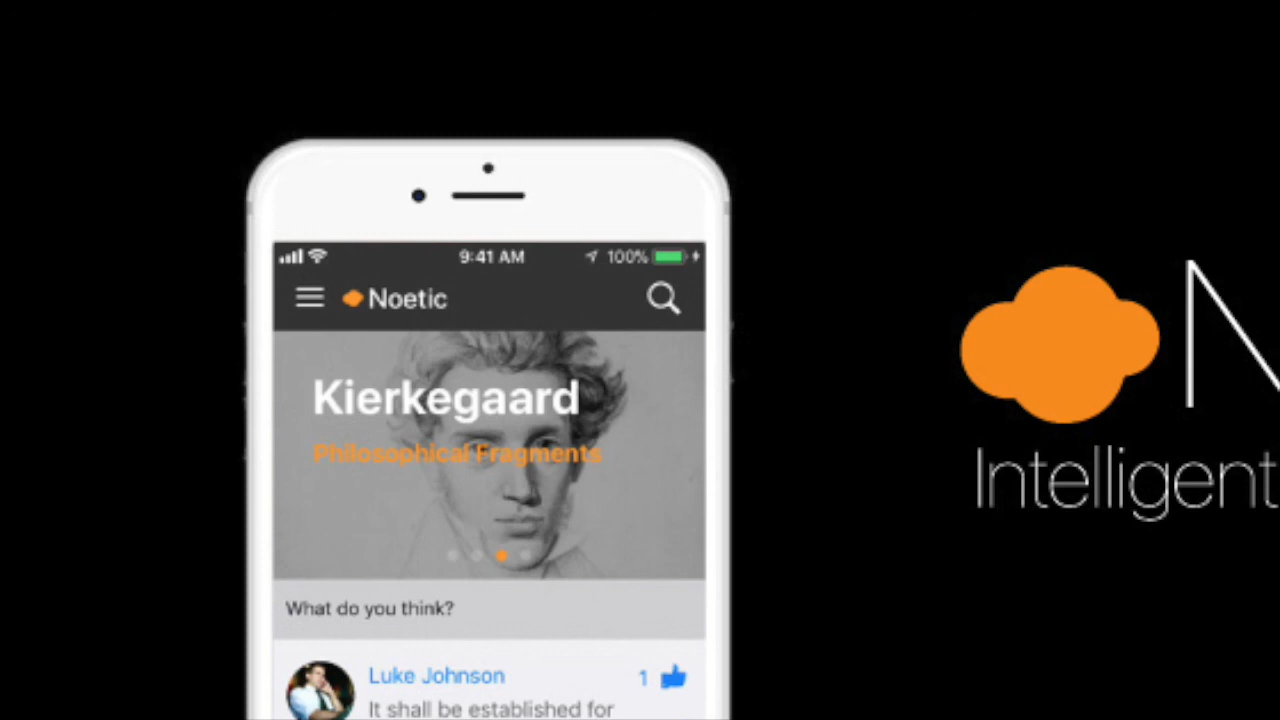 9:41 AM 100%
Noetic
Kierkegaard
Philosophical Fragments
What do you think?
Luke Johnson 1
It shall be established for
N
Intelligent